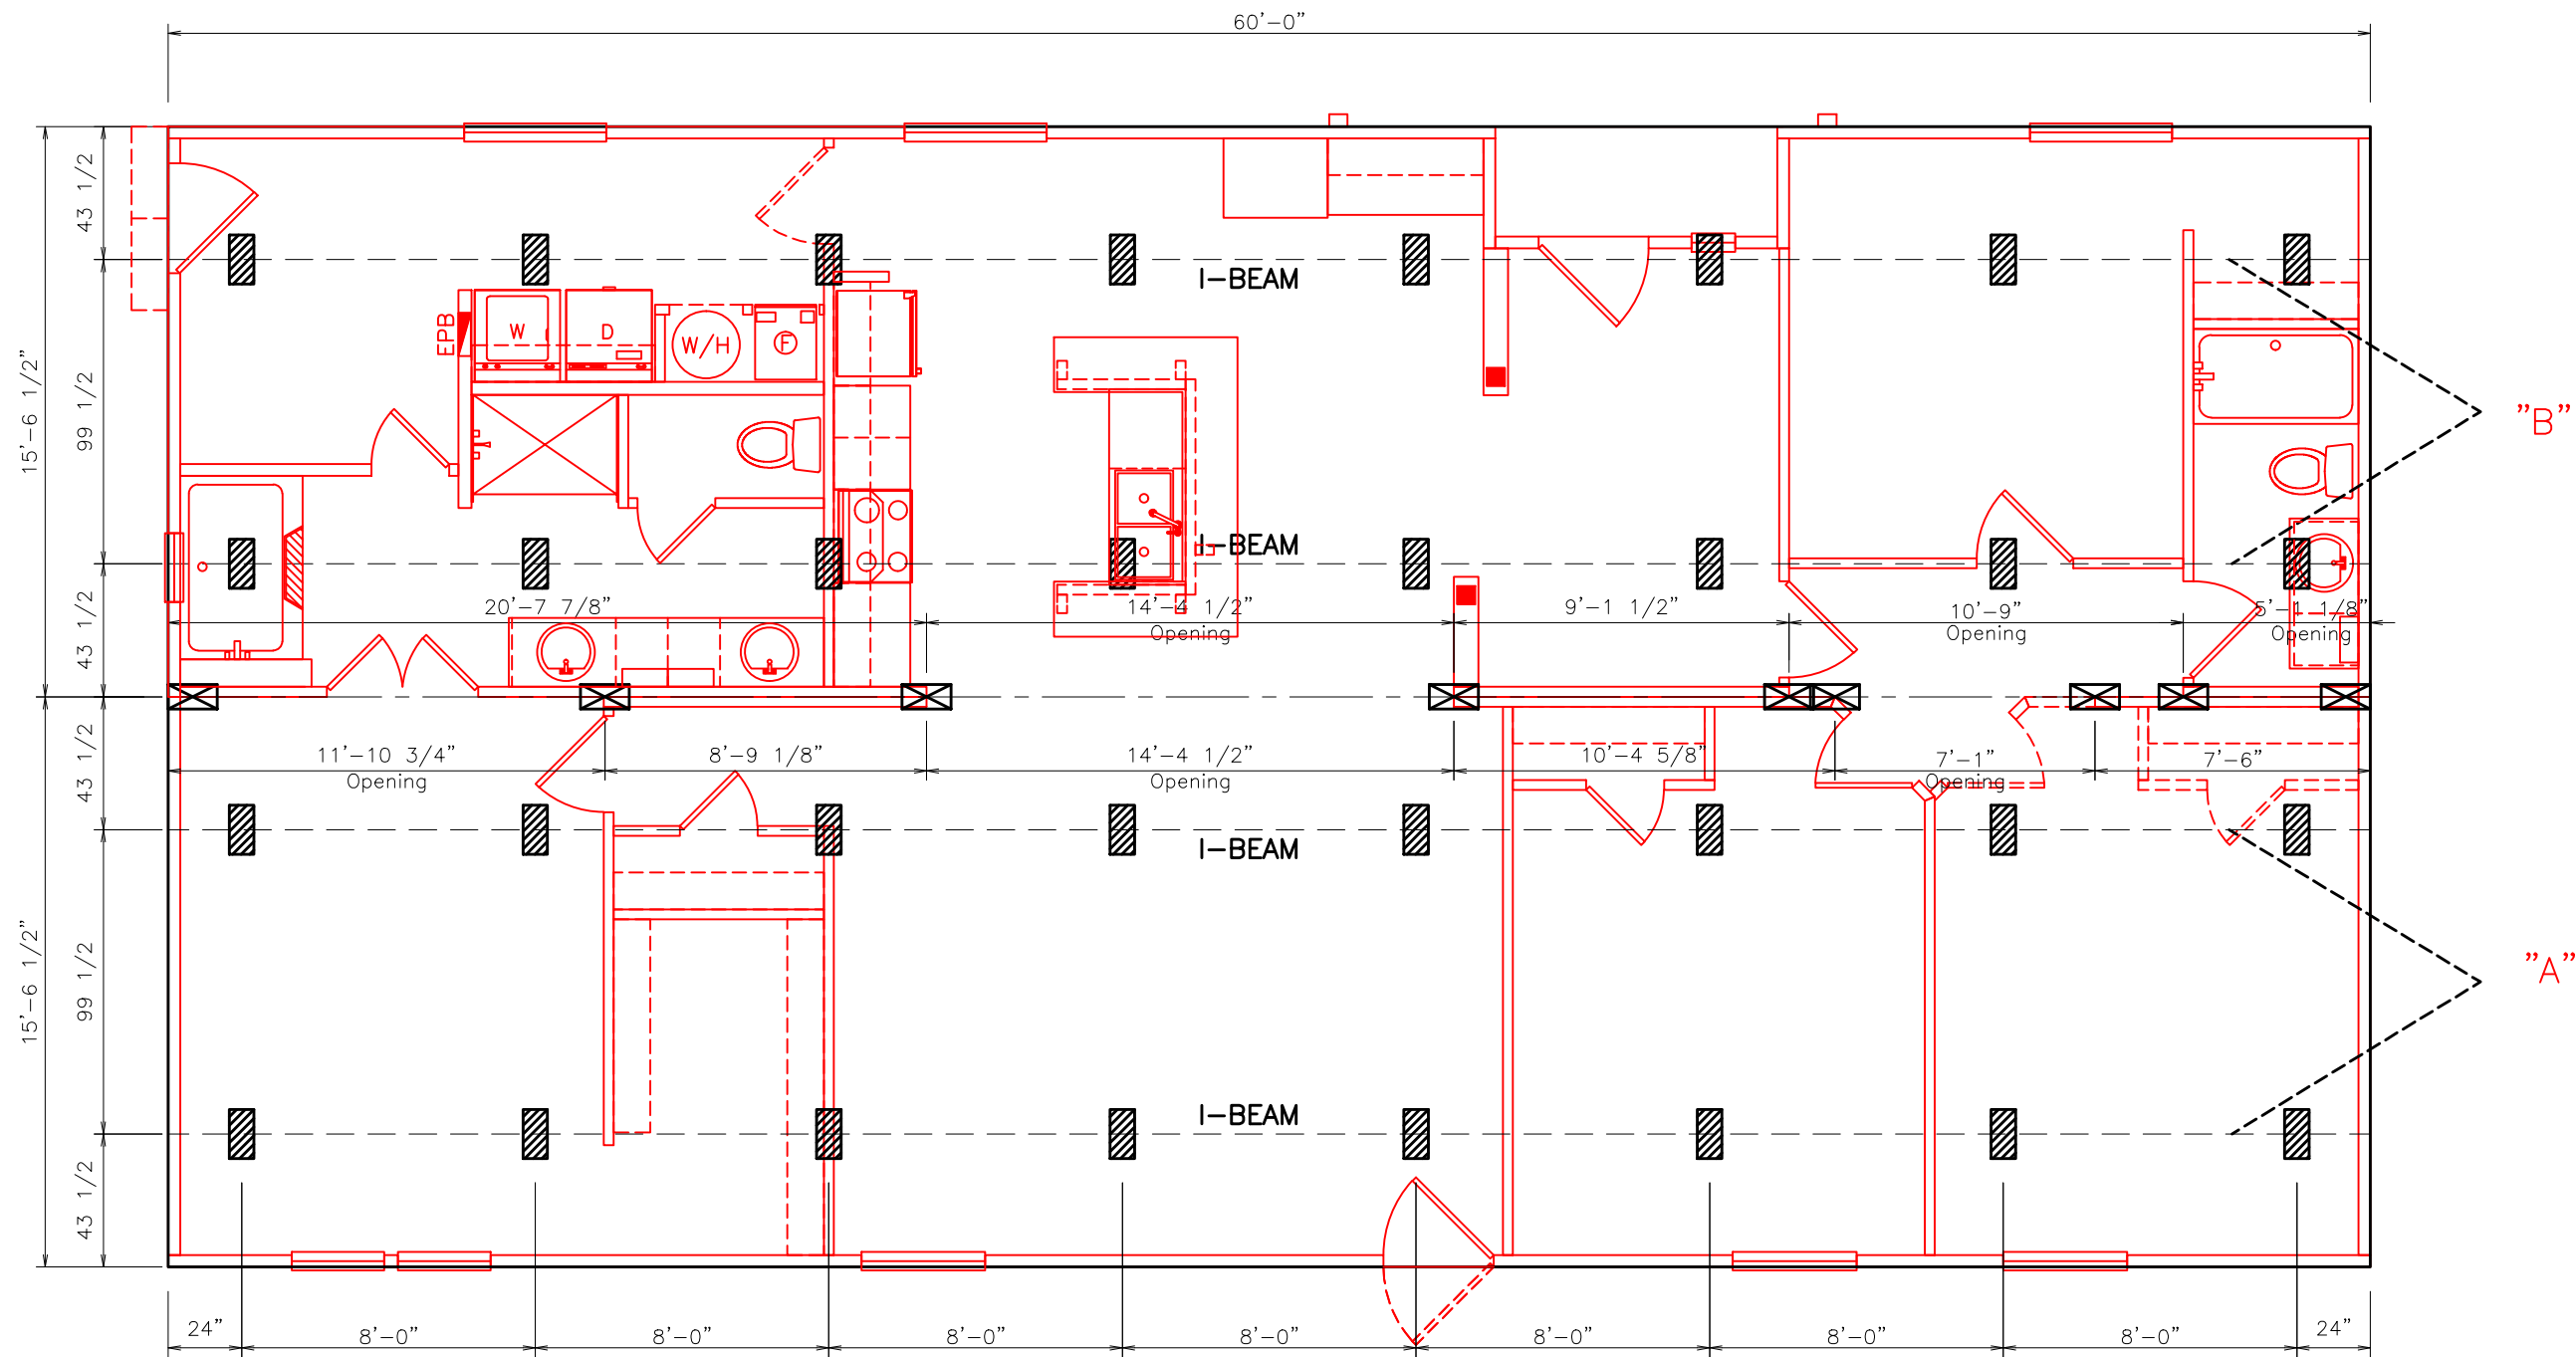 60'-0"
43 1/2
I-BEAM
EPB
W
D
W/H
F
15'-6 1/2"
99 1/2
"B"
I-BEAM
43 1/2
20'-7 7/8"
14'-4 1/2"
Opening
9'-1 1/2"
10'-9"
Opening
5'-1 1/8"
Opening
43 1/2
11'-10 3/4"
Opening
8'-9 1/8"
14'-4 1/2"
Opening
10'-4 5/8"
7'-1"
Opening
7'-6"
I-BEAM
15'-6 1/2"
99 1/2
"A"
I-BEAM
43 1/2
24"
8'-0"
8'-0"
8'-0"
8'-0"
8'-0"
8'-0"
8'-0"
24"